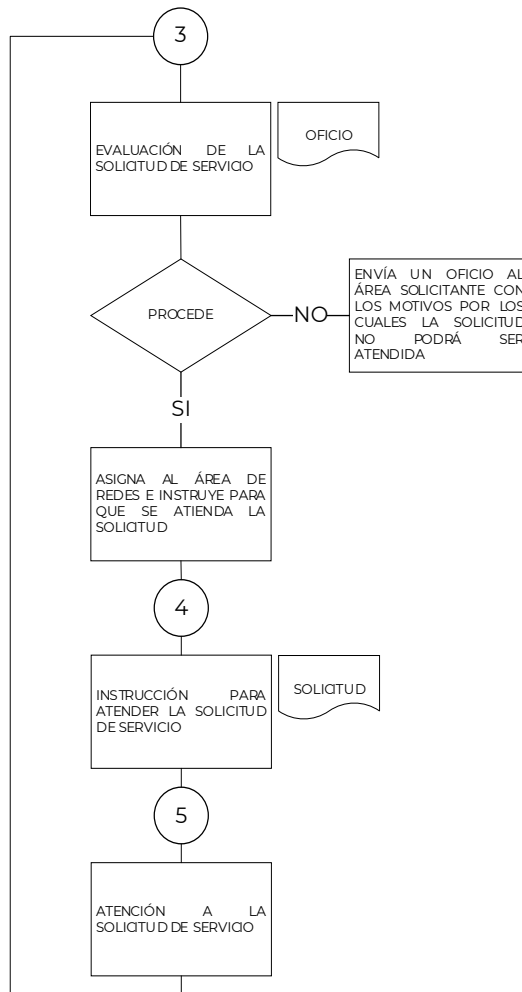 3
EVALUACIÓN DE LA
SOLICITUD DE SERVICIO
OFICIO
PROCEDE
NO
ENVÍA UN OFICIO AL
ÁREA SOLICITANTE CON
LOS MOTIVOS POR LOS
CUALES LA SOLICITUD
NO PODRÁ SER
ATENDIDA
SI
ASIGNA AL ÁREA DE
REDES E INSTRUYE PARA
QUE SE ATIENDA LA
SOLICITUD
4
INSTRUCCIÓN PARA
ATENDER LA SOLICITUD
DE SERVICIO
SOLICITUD
5
ATENCIÓN A LA
SOLICITUD DE SERVICIO